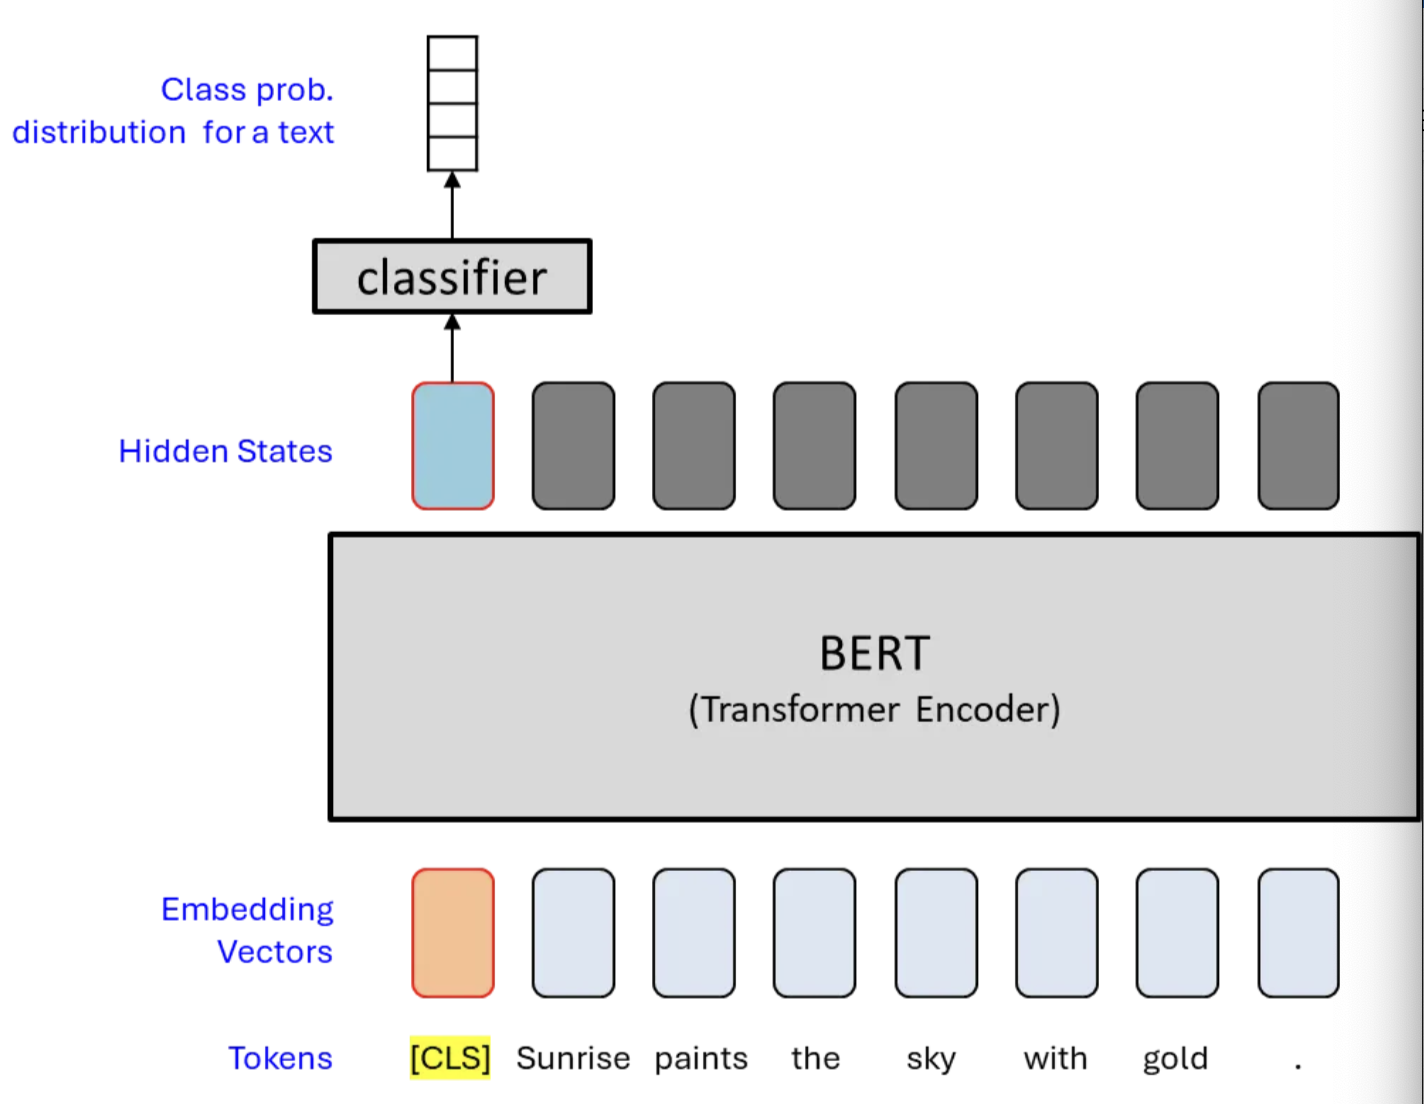 Class prob.
distribution for a text
classifier
Hidden States
BERT
(Transformer Encoder)
Embedding
Vectors
Tokens [CLS] Sunrise paints the sky with gold .